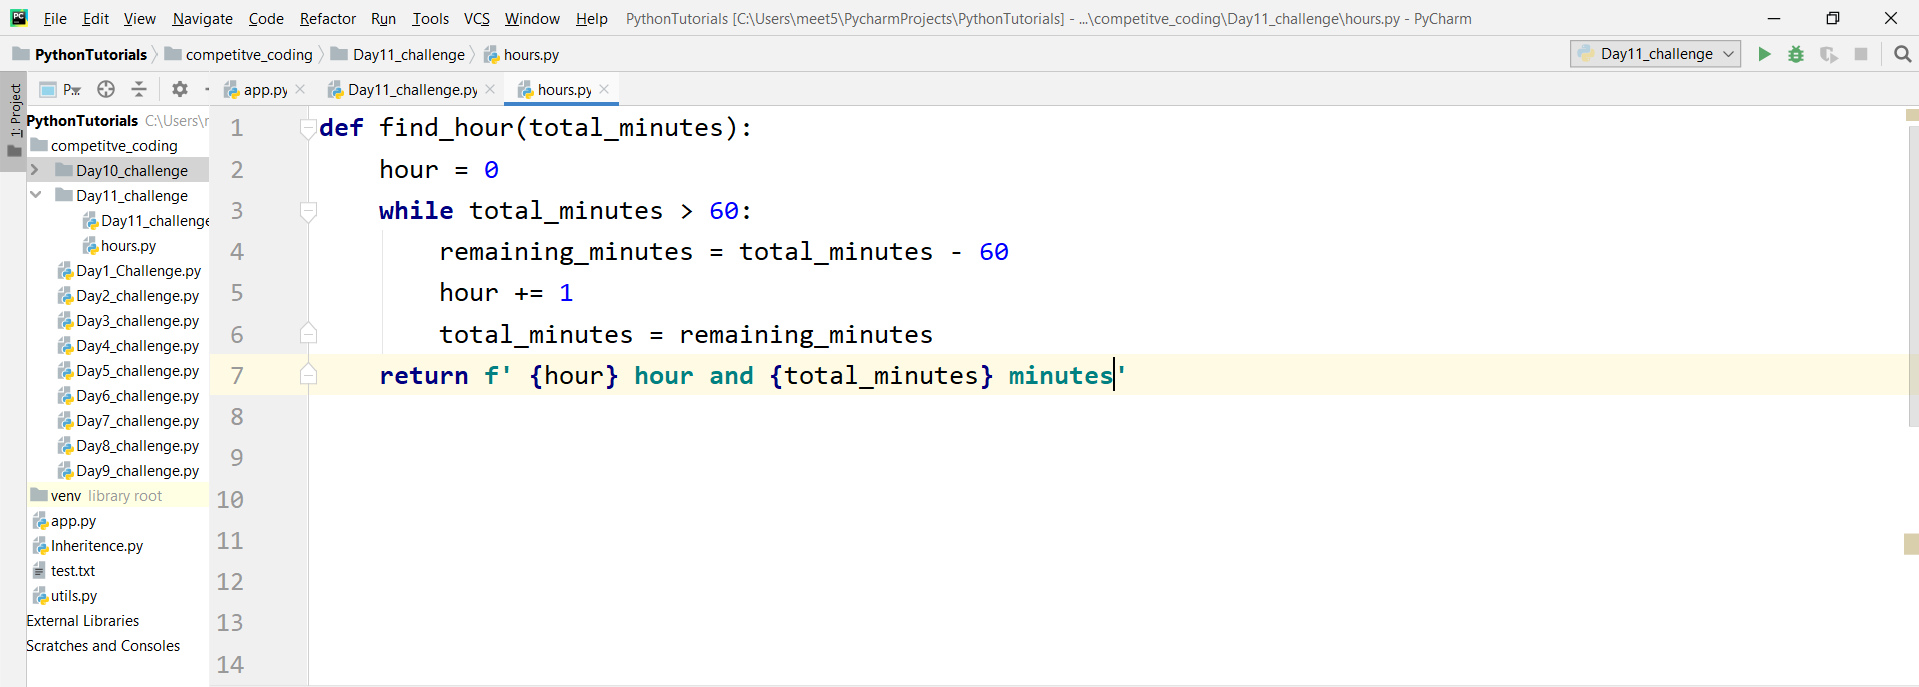 PC File Edit View Navigate Code Refactor Run Tools VCS Window Help PythonTutorials [C:\Users\meet5\PycharmProjects\PythonTutorials] - ...\competitve_coding\Day11_challenge\hours.py - PyCharm
PythonTutorials competitve_coding Day11_challenge hours.py Day11_challenge
1: Project
P... app.py Day11_challenge.py hours.py
PythonTutorials C:\Users\r
competitve_coding
Day10_challenge
Day11_challenge
Day11_challenge
hours.py
Day1_Challenge.py
Day2_challenge.py
Day3_challenge.py
Day4_challenge.py
Day5_challenge.py
Day6_challenge.py
Day7_challenge.py
Day8_challenge.py
Day9_challenge.py
venv library root
app.py
Inheritence.py
test.txt
utils.py
External Libraries
Scratches and Consoles
1 def find_hour(total_minutes):
2     hour = 0
3     while total_minutes > 60:
4         remaining_minutes = total_minutes - 60
5         hour += 1
6         total_minutes = remaining_minutes
7     return f' {hour} hour and {total_minutes} minutes'
8
9
10
11
12
13
14